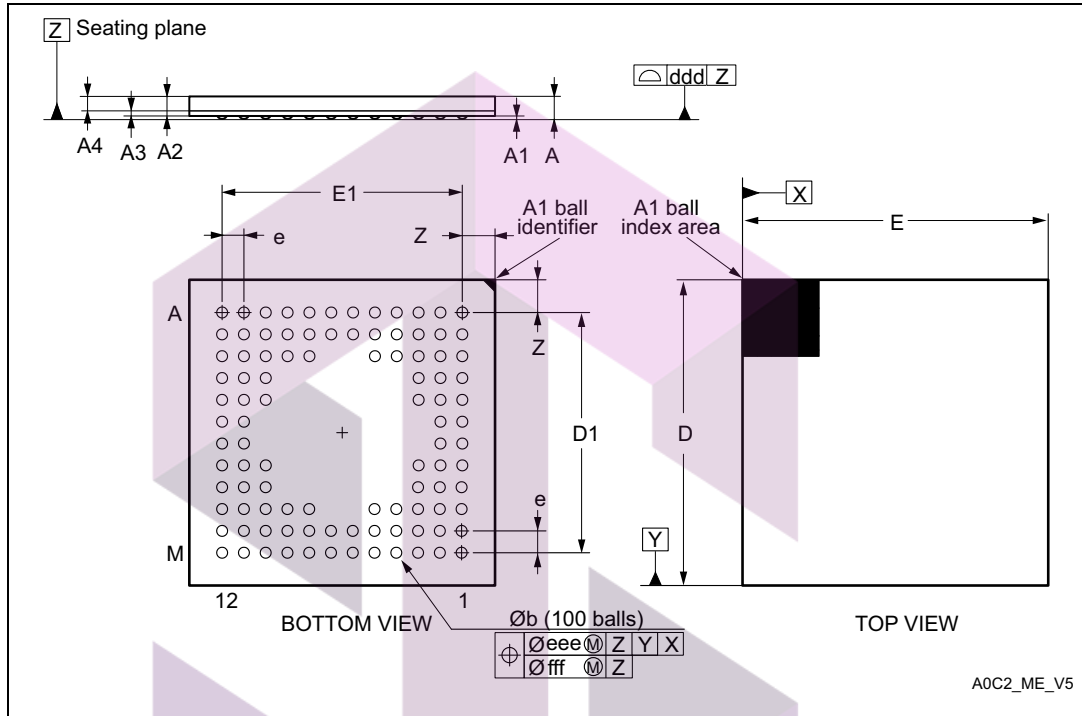 Z Seating plane
ddd Z
A4 A3 A2 A1 A
E1
A1 ball identifier
A1 ball index area
X
e
Z
E
A
Z
D1
D
e
Y
M
12
1
Øb (100 balls)
BOTTOM VIEW
TOP VIEW
Øeee Ⓜ Z Y X
Øfff Ⓜ Z
A0C2_ME_V5